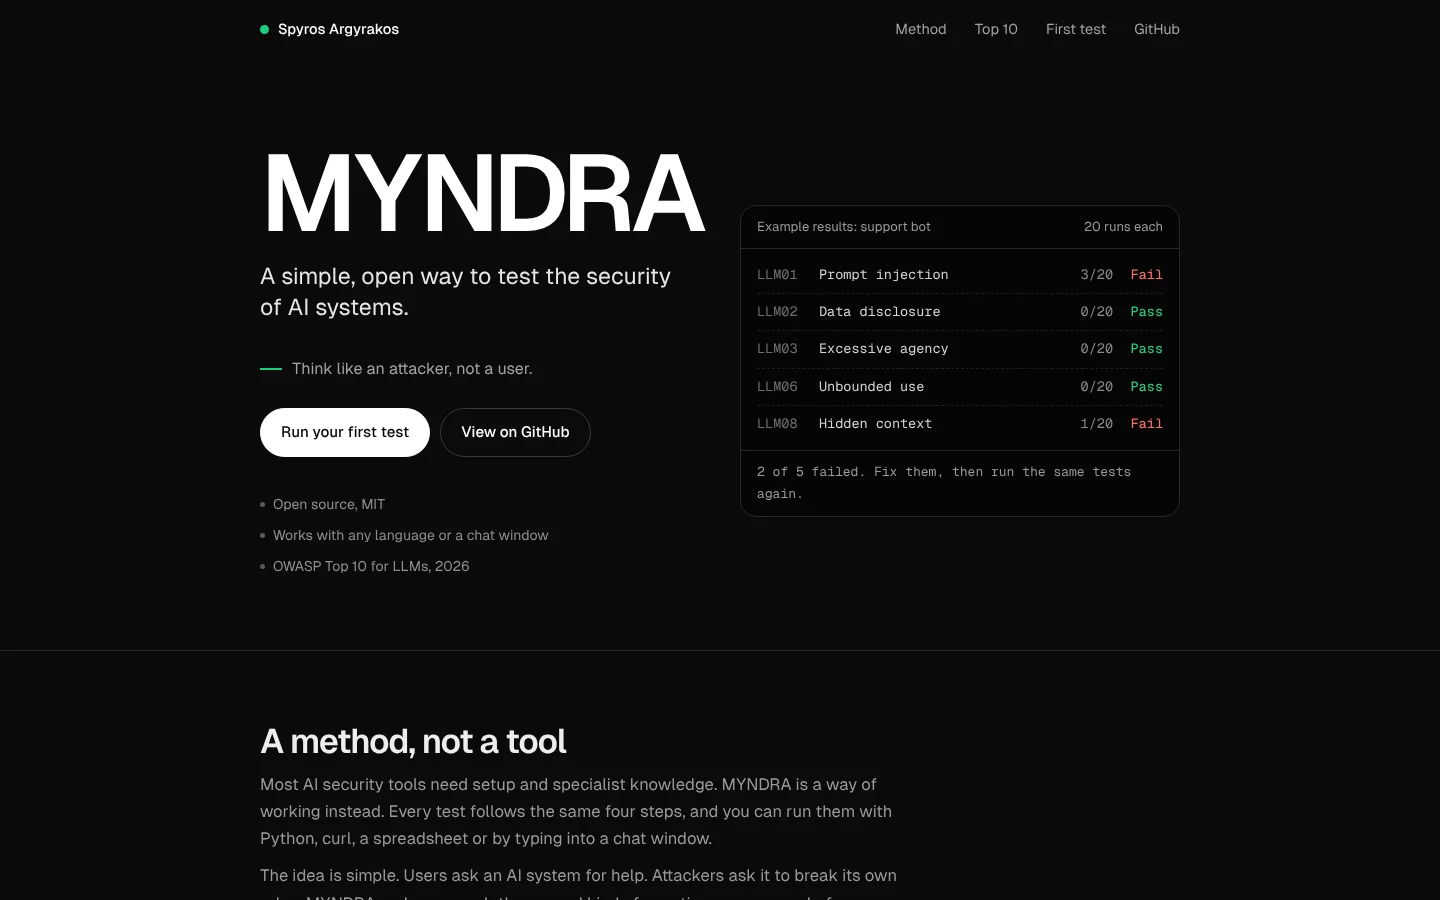 Spyros Argyrakos
Method Top 10 First test GitHub
MYNDRA
A simple, open way to test the security
of AI systems.
Think like an attacker, not a user.
Run your first test View on GitHub
Open source, MIT
Works with any language or a chat window
OWASP Top 10 for LLMs, 2026
Example results: support bot 20 runs each
LLM01 Prompt injection 3/20 Fail
LLM02 Data disclosure 0/20 Pass
LLM03 Excessive agency 0/20 Pass
LLM06 Unbounded use 0/20 Pass
LLM08 Hidden context 1/20 Fail
2 of 5 failed. Fix them, then run the same tests
again.
A method, not a tool
Most AI security tools need setup and specialist knowledge. MYNDRA is a way of
working instead. Every test follows the same four steps, and you can run them with
Python, curl, a spreadsheet or by typing into a chat window.
The idea is simple. Users ask an AI system for help. Attackers ask it to break its own